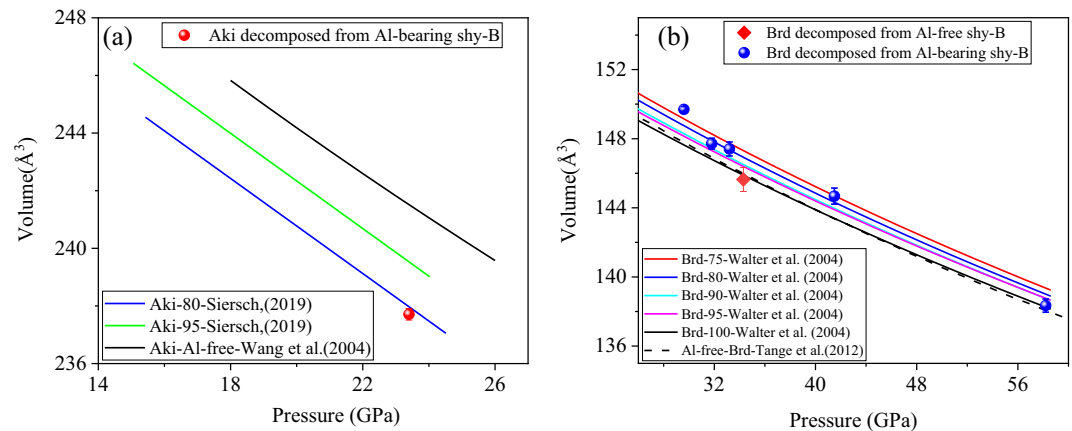 (a)
Aki decomposed from Al-bearing shy-B
248
244
240
236
Volume(Å³)
Aki-80-Siersch,(2019)
Aki-95-Siersch,(2019)
Aki-Al-free-Wang et al.(2004)
14
18
22
26
Pressure (GPa)
(b)
Brd decomposed from Al-free shy-B
Brd decomposed from Al-bearing shy-B
152
148
144
140
136
Volume(Å³)
Brd-75-Walter et al. (2004)
Brd-80-Walter et al. (2004)
Brd-90-Walter et al. (2004)
Brd-95-Walter et al. (2004)
Brd-100-Walter et al. (2004)
Al-free-Brd-Tange et al.(2012)
32
40
48
56
Pressure (GPa)